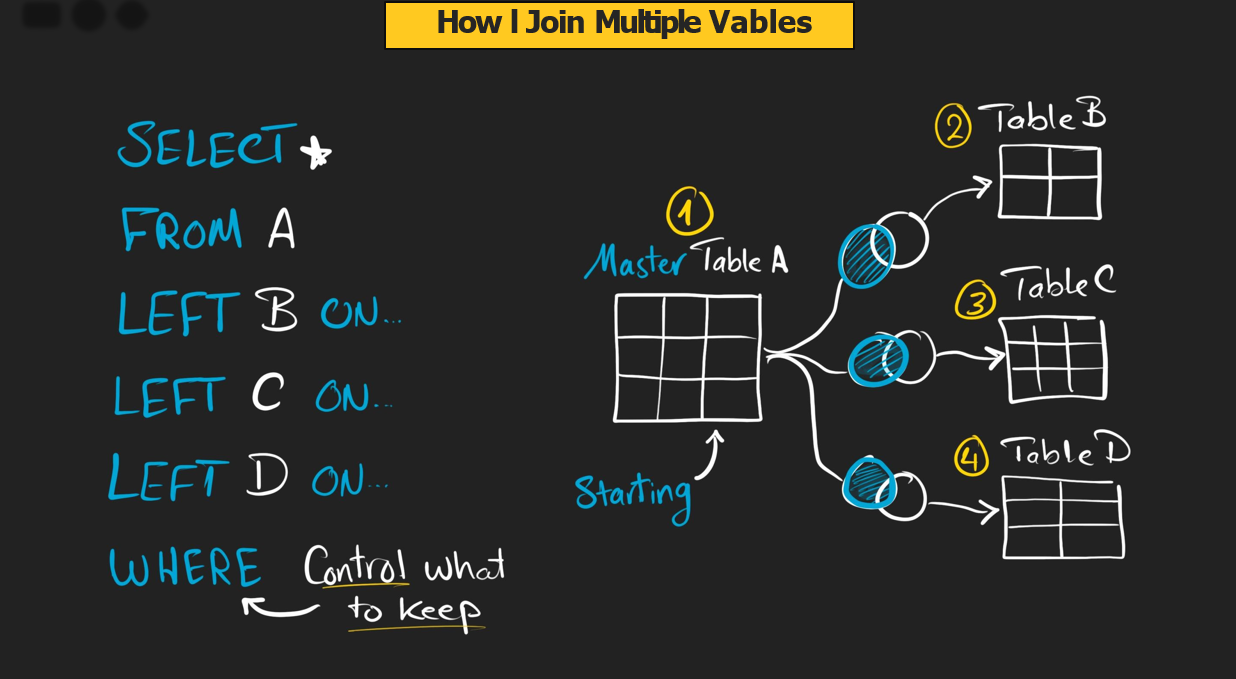 How I Join Multiple Vables
SELECT *
FROM A
LEFT B ON...
LEFT C ON...
LEFT D ON...
WHERE Control what
to keep
1
Master Table A
Starting
2 Table B
3 Table C
4 Table D